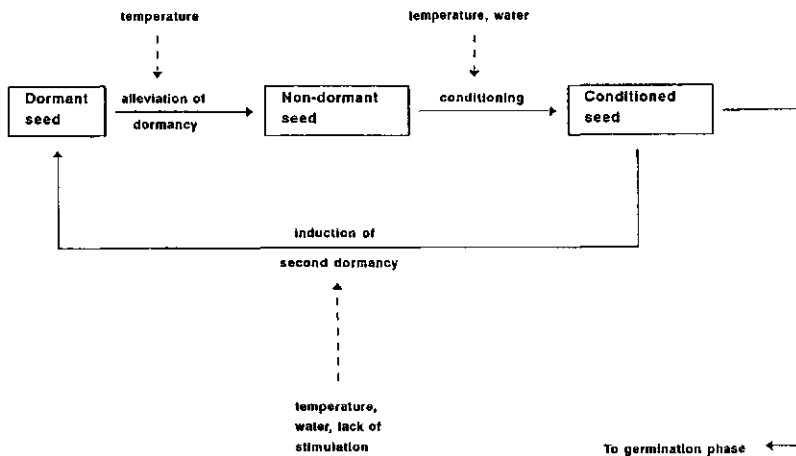 temperature
temperature, water
Dormant
seed
alleviation of
dormancy
Non-dormant
seed
conditioning
Conditioned
seed
induction of
second dormancy
temperature,
water, lack of
stimulation
To germination phase